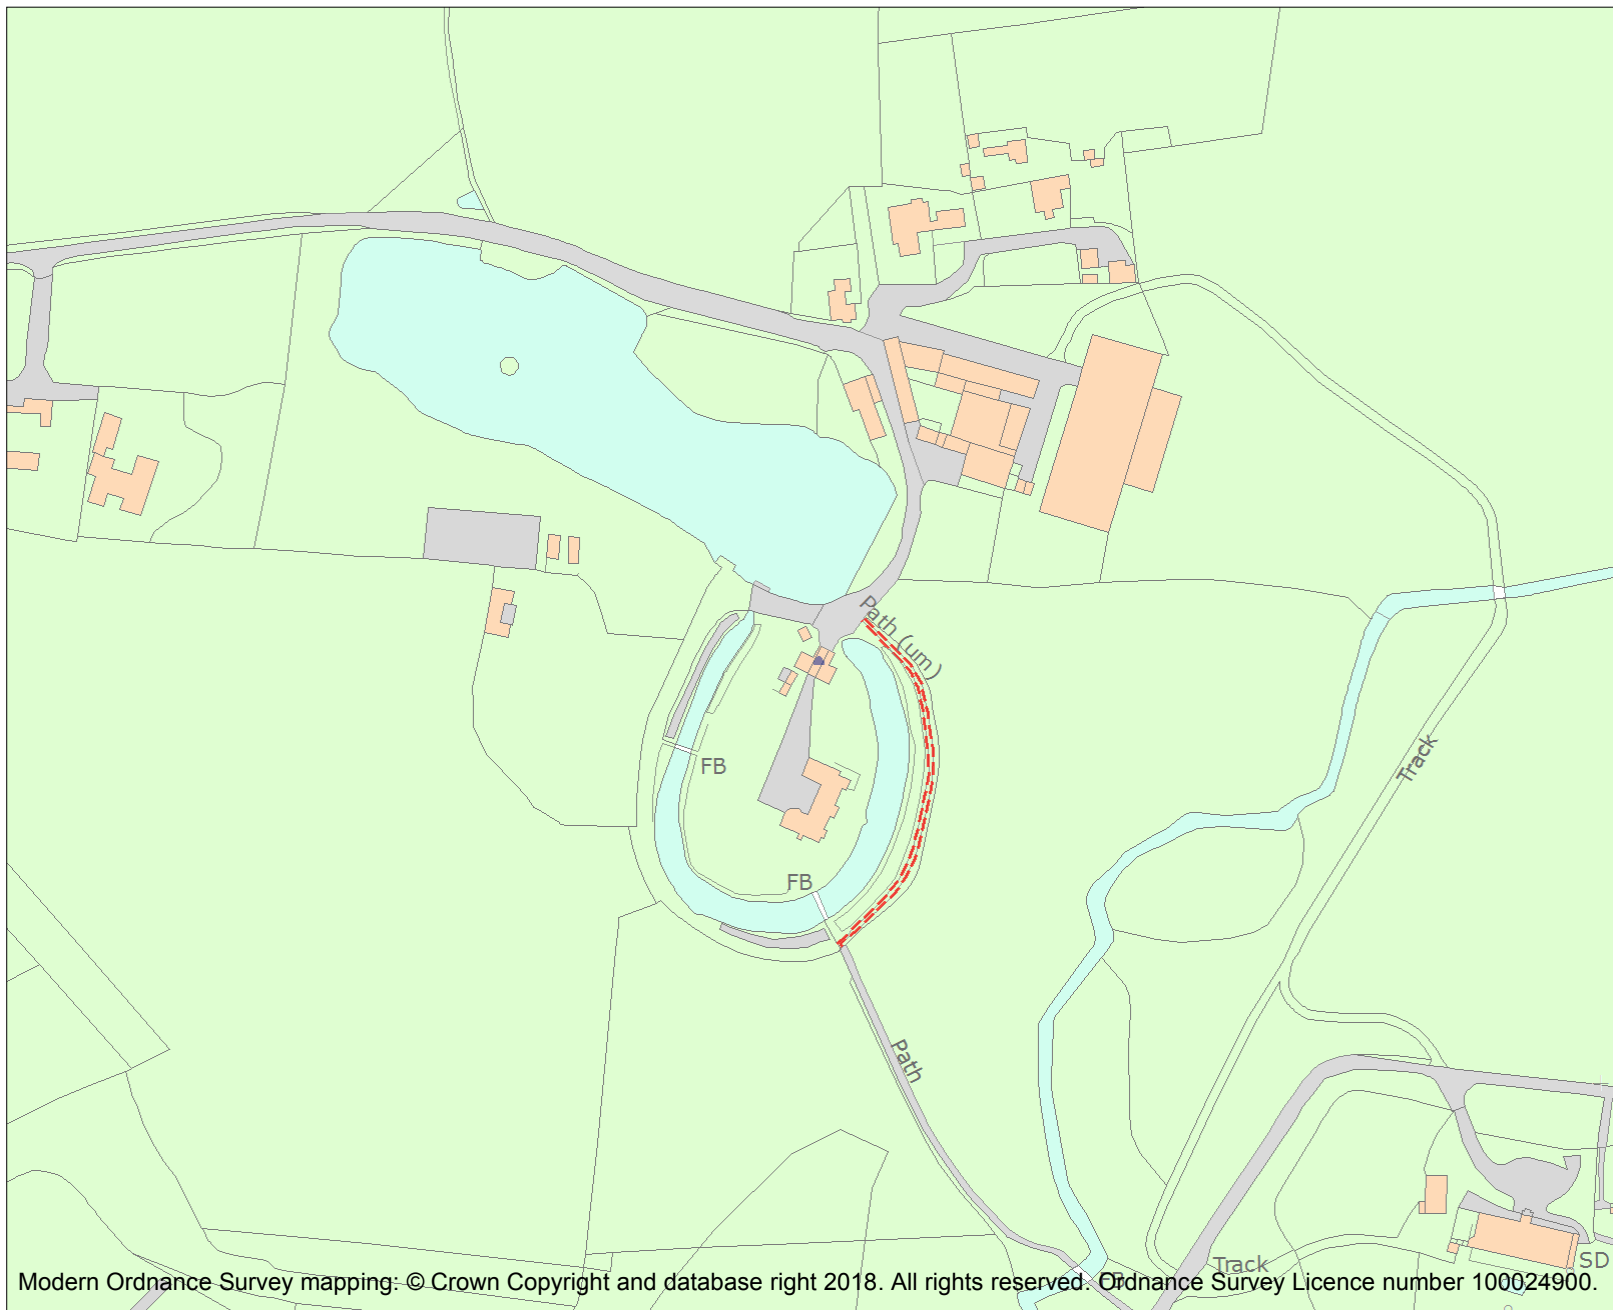 Path (um)
Track
FB
FB
Path
Track
SD
FB
Modern Ordnance Survey mapping: © Crown Copyright and database right 2018. All rights reserved. Ordnance Survey Licence number 100024900.